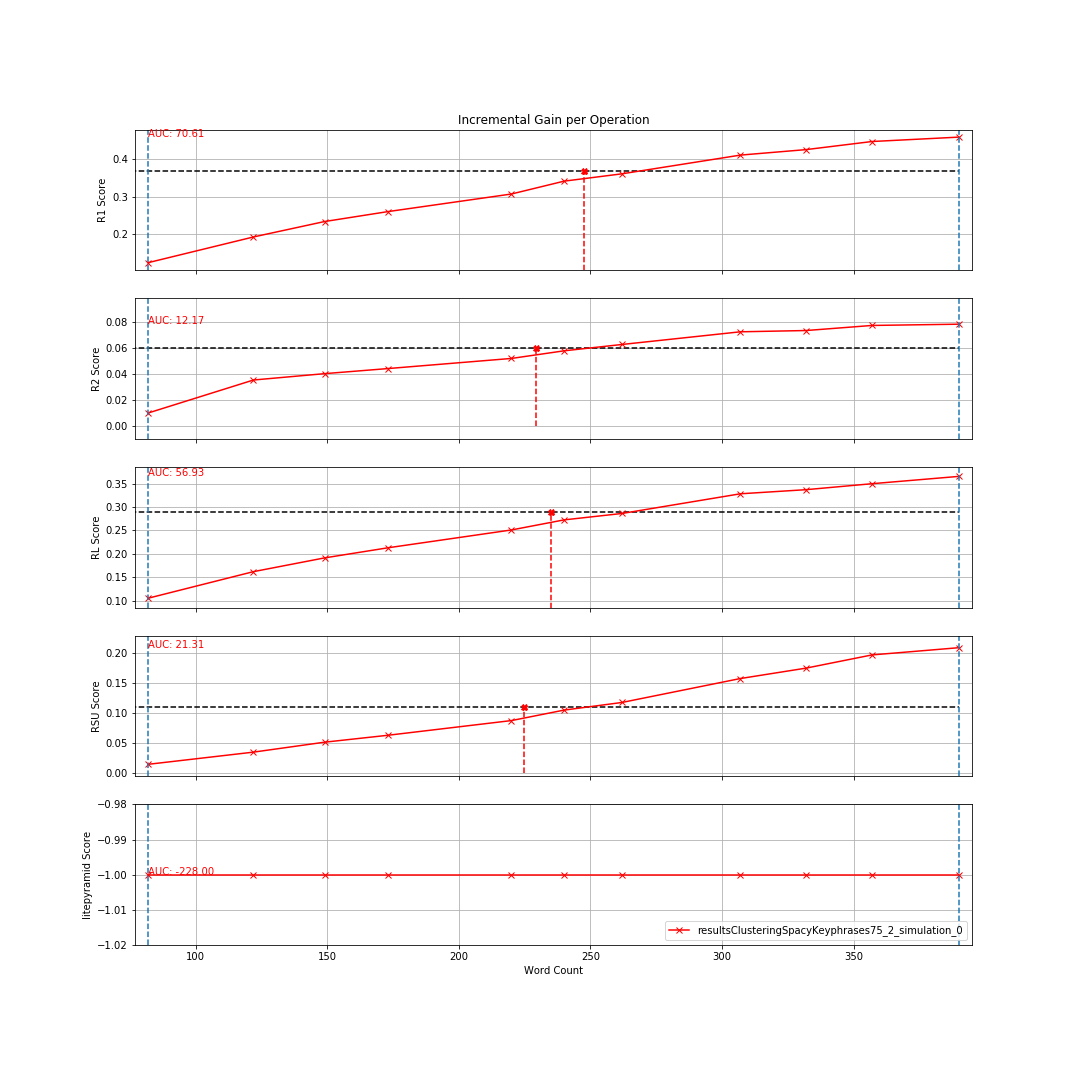 Incremental Gain per Operation
AUC: 70.61
0.4
0.3
0.2
R1 Score
AUC: 12.17
0.08
0.06
0.04
0.02
0.00
R2 Score
AUC: 56.93
0.35
0.30
0.25
0.20
0.15
0.10
RL Score
AUC: 21.31
0.20
0.15
0.10
0.05
0.00
RSU Score
−0.98
−0.99
−1.00
−1.01
−1.02
litepyramid Score
AUC: -228.00
resultsClusteringSpacyKeyphrases75_2_simulation_0
100 150 200 250 300 350
Word Count